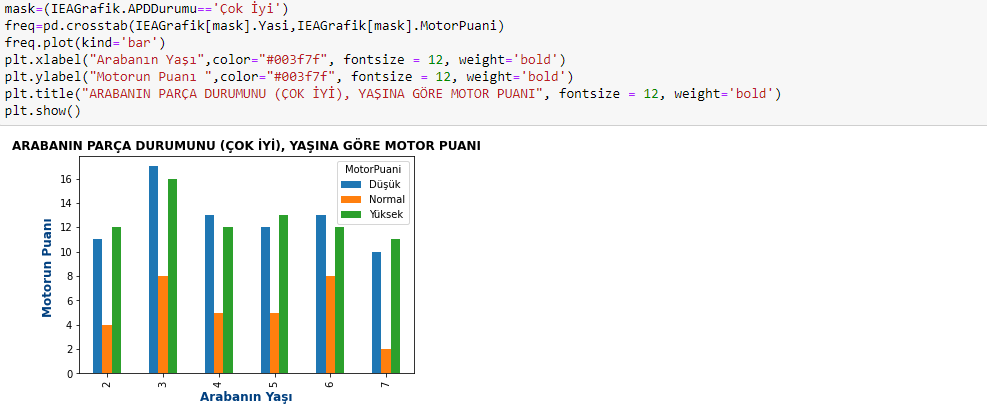 mask=(IEAGrafik.APDDurumu=='Çok İyi')
freq=pd.crosstab(IEAGrafik[mask].Yasi,IEAGrafik[mask].MotorPuani)
freq.plot(kind='bar')
plt.xlabel("Arabanın Yaşı",color="#003f7f", fontsize = 12, weight='bold')
plt.ylabel("Motorun Puanı ",color="#003f7f", fontsize = 12, weight='bold')
plt.title("ARABANIN PARÇA DURUMUNU (ÇOK İYİ), YAŞINA GÖRE MOTOR PUANI", fontsize = 12, weight='bold')
plt.show()
ARABANIN PARÇA DURUMUNU (ÇOK İYİ), YAŞINA GÖRE MOTOR PUANI
MotorPuani
Düşük
Normal
Yüksek
Motorun Puanı
16
14
12
10
8
6
4
2
0
2
3
4
5
6
7
Arabanın Yaşı